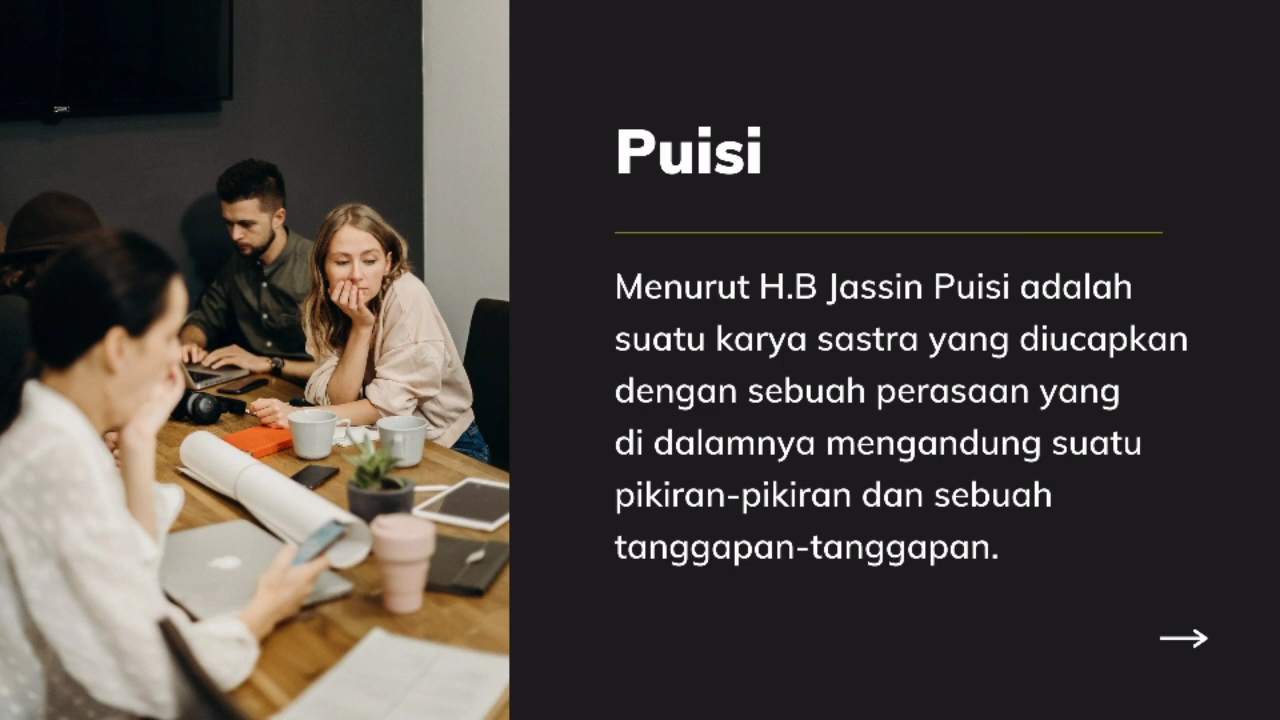 Puisi
Menurut H.B Jassin Puisi adalah
suatu karya sastra yang diucapkan
dengan sebuah perasaan yang
di dalamnya mengandung suatu
pikiran-pikiran dan sebuah
tanggapan-tanggapan.